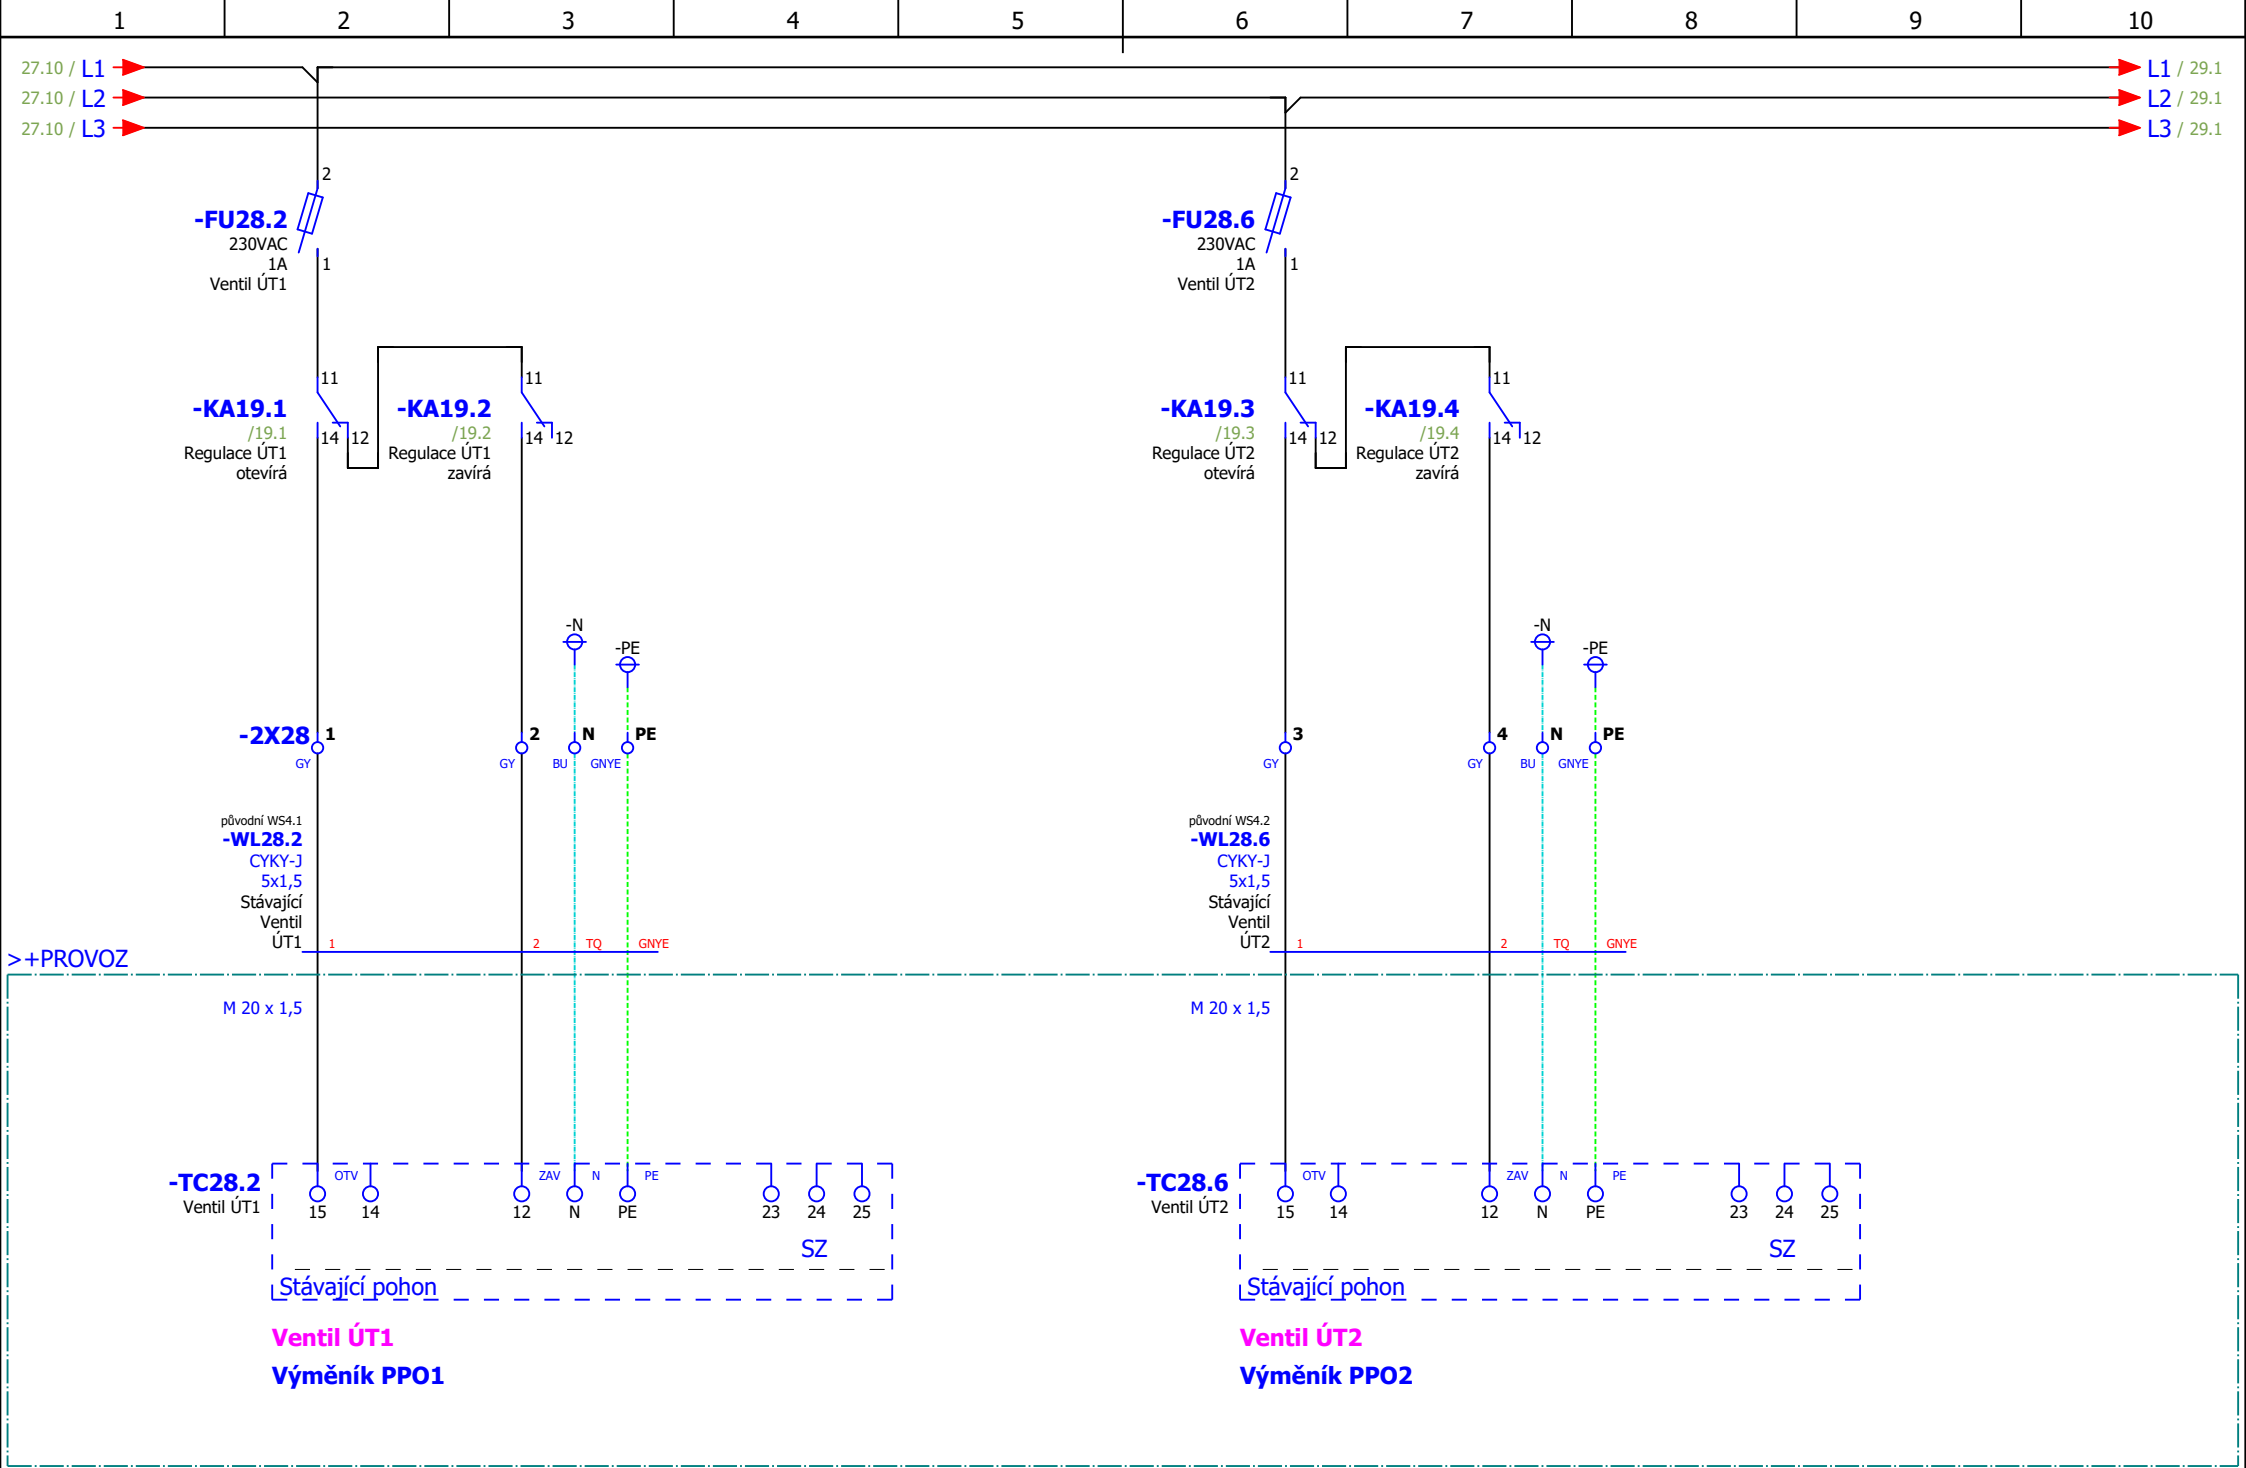 1 2 3 4 5 6 7 8 9 10
27.10 / L1 L1 / 29.1
27.10 / L2 L2 / 29.1
27.10 / L3 L3 / 29.1
2
-FU28.2
230VAC
1A
1
Ventil ÚT1
2
-FU28.6
230VAC
1A
1
Ventil ÚT2
11
-KA19.1
/19.1
14 12
Regulace ÚT1
otevírá
11
-KA19.2
/19.2
14 12
Regulace ÚT1
zavírá
11
-KA19.3
/19.3
14 12
Regulace ÚT2
otevírá
11
-KA19.4
/19.4
14 12
Regulace ÚT2
zavírá
-N
-PE
-N
-PE
-2X28 1 2 N PE 3 4 N PE
GY GY BU GNYE GY GY BU GNYE
původní WS4.1
-WL28.2
CYKY-J
5x1,5
Stávající
Ventil
ÚT1 1 2 TQ GNYE
původní WS4.2
-WL28.6
CYKY-J
5x1,5
Stávající
Ventil
ÚT2 1 2 TQ GNYE
>+PROVOZ
M 20 x 1,5 M 20 x 1,5
-TC28.2
Ventil ÚT1
OTV ZAV N PE
15 14 12 N PE 23 24 25
SZ
Stávající pohon
Ventil ÚT1
Výměník PPO1
-TC28.6
Ventil ÚT2
OTV ZAV N PE
15 14 12 N PE 23 24 25
SZ
Stávající pohon
Ventil ÚT2
Výměník PPO2